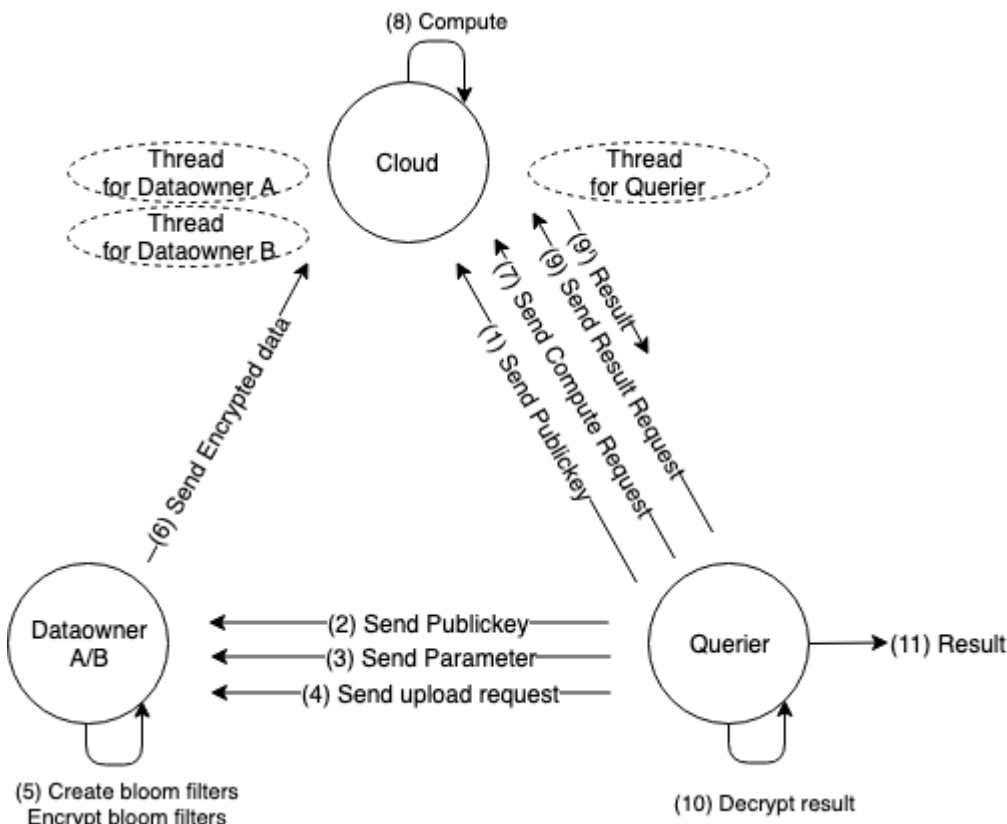 (8) Compute
Thread
for Dataowner A
Cloud
Thread
for Querier
Thread
for Dataowner B
(9') Result
(9) Send Result Request
(7) Send Compute Request
(1) Send Publickey
(6) Send Encrypted data
Dataowner
A/B
(2) Send Publickey
(3) Send Parameter
(4) Send upload request
Querier
(11) Result
(5) Create bloom filters
Encrypt bloom filters
(10) Decrypt result